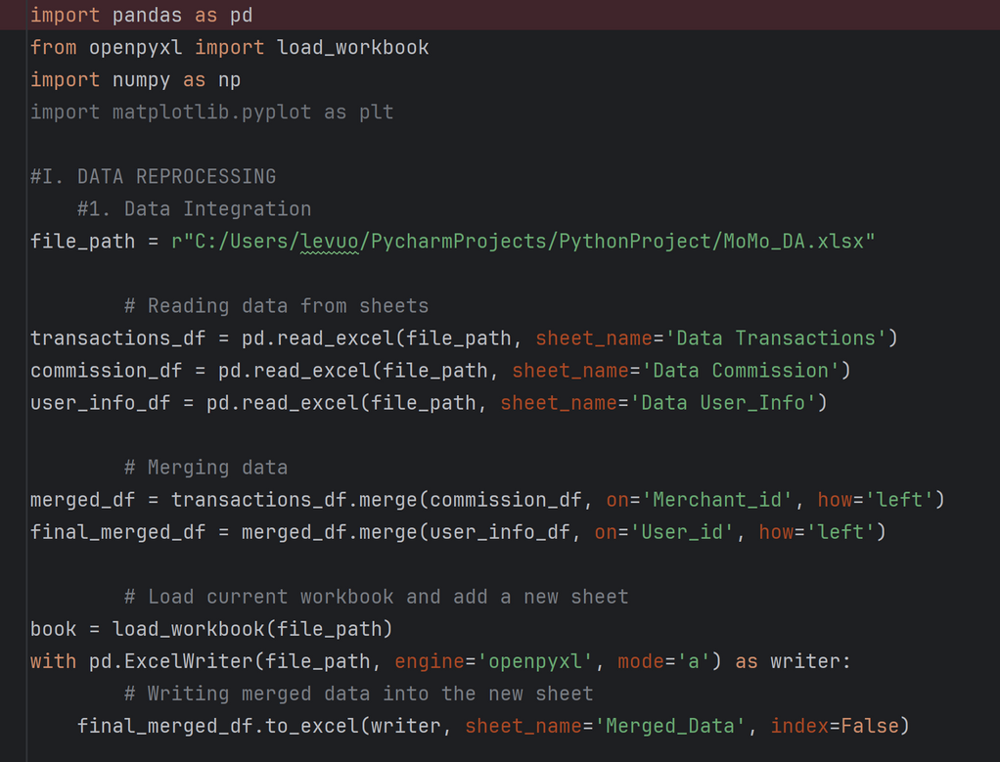 import pandas as pd
from openpyxl import load_workbook
import numpy as np
import matplotlib.pyplot as plt
#I. DATA REPROCESSING
#1. Data Integration
file_path = r"C:/Users/levuo/PycharmProjects/PythonProject/MoMo_DA.xlsx"
# Reading data from sheets
transactions_df = pd.read_excel(file_path, sheet_name='Data Transactions')
commission_df = pd.read_excel(file_path, sheet_name='Data Commission')
user_info_df = pd.read_excel(file_path, sheet_name='Data User_Info')
# Merging data
merged_df = transactions_df.merge(commission_df, on='Merchant_id', how='left')
final_merged_df = merged_df.merge(user_info_df, on='User_id', how='left')
# Load current workbook and add a new sheet
book = load_workbook(file_path)
with pd.ExcelWriter(file_path, engine='openpyxl', mode='a') as writer:
# Writing merged data into the new sheet
final_merged_df.to_excel(writer, sheet_name='Merged_Data', index=False)